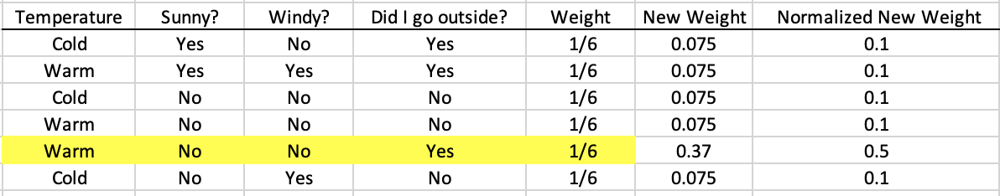 Temperature Sunny? Windy? Did I go outside? Weight New Weight Normalized New Weight
Cold Yes No Yes 1/6 0.075 0.1
Warm Yes Yes Yes 1/6 0.075 0.1
Cold No No No 1/6 0.075 0.1
Warm No No No 1/6 0.075 0.1
Warm No No Yes 1/6 0.37 0.5
Cold No Yes No 1/6 0.075 0.1